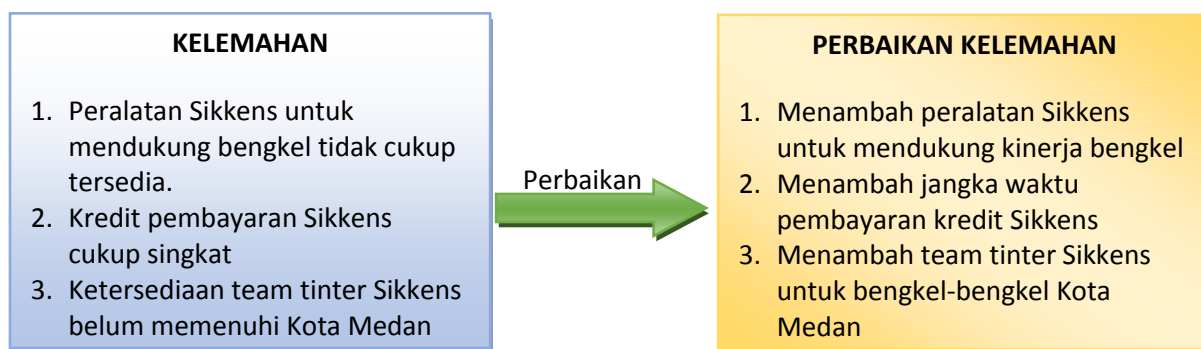 KELEMAHAN
1. Peralatan Sikkens untuk
mendukung bengkel tidak cukup
tersedia.
2. Kredit pembayaran Sikkens
cukup singkat
3. Ketersediaan team tinter Sikkens
belum memenuhi Kota Medan
Perbaikan
PERBAIKAN KELEMAHAN
1. Menambah peralatan Sikkens
untuk mendukung kinerja bengkel
2. Menambah jangka waktu
pembayaran kredit Sikkens
3. Menambah team tinter Sikkens
untuk bengkel-bengkel Kota
Medan